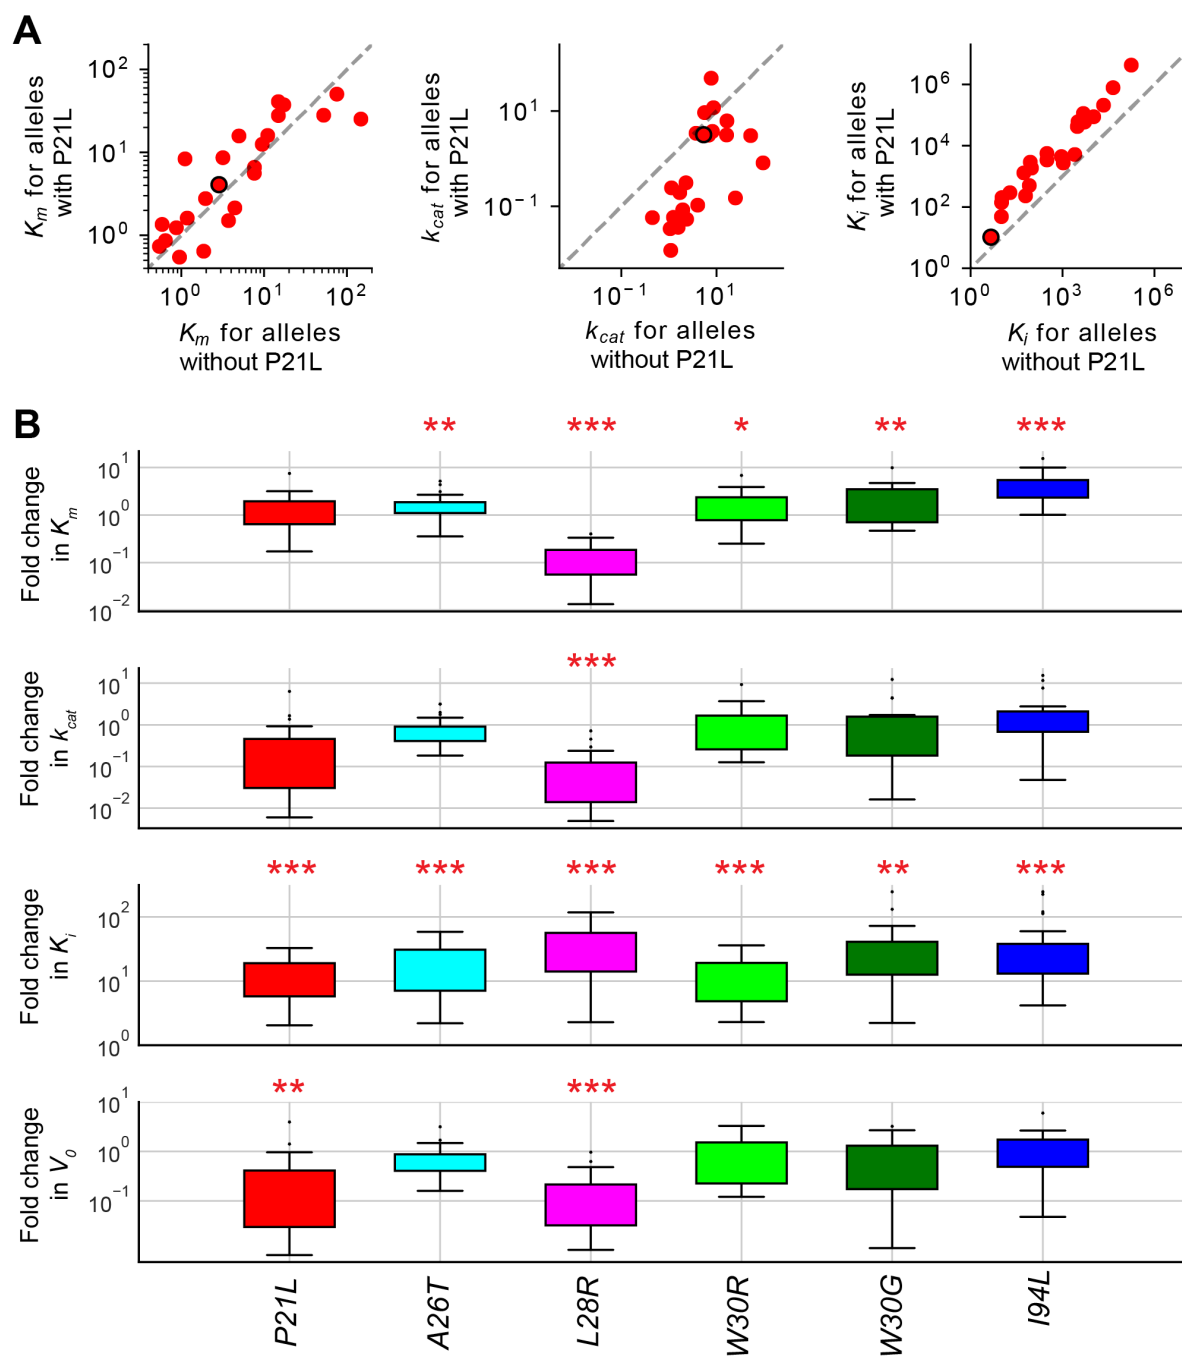 A
K_m for alleles
with P21L
10^2
10^1
10^0
10^0 10^1 10^2
K_m for alleles
without P21L
k_cat for alleles
with P21L
10^1
10^−1
10^−1 10^1
k_cat for alleles
without P21L
K_i for alleles
with P21L
10^6
10^4
10^2
10^0
10^0 10^3 10^6
K_i for alleles
without P21L
B
** *** * ** ***
Fold change
in K_m
10^1
10^0
10^−1
10^−2
***
Fold change
in k_cat
10^1
10^0
10^−1
10^−2
*** *** *** *** ** ***
Fold change
in K_i
10^2
10^1
10^0
** ***
Fold change
in V_0
10^1
10^0
10^−1
P21L A26T L28R W30R W30G I94L